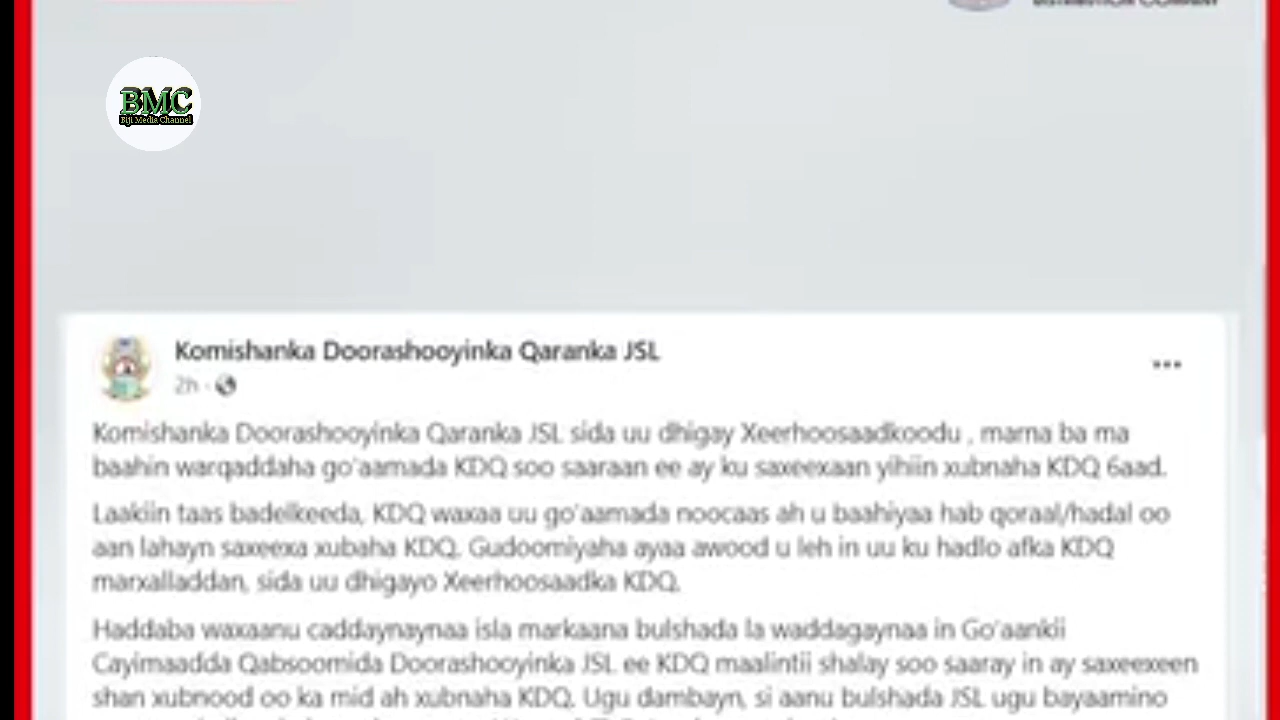 DISTRIBUTION COMPANY
BMC
Biji Media Channel
Komishanka Doorashooyinka Qaranka JSL
2h ·
Komishanka Doorashooyinka Qaranka JSL sida uu dhigay Xeerhoosaadkoodu , marna ba ma
baahin warqaddaha go'aamada KDQ soo saaraan ee ay ku saxeexaan yihiin xubnaha KDQ 6aad.
Laakiin taas badelkeeda, KDQ waxaa uu go'aamada noocaas ah u baahiyaa hab qoraal/hadal oo
aan lahayn saxeexa xubaha KDQ. Gudoomiyaha ayaa awood u leh in uu ku hadlo afka KDQ
marxalladdan, sida uu dhigayo Xeerhoosaadka KDQ.
Haddaba waxaanu caddaynaynaa isla markaana bulshada la waddagaynaa in Go'aankii
Cayimaadda Qabsoomida Doorashooyinka JSL ee KDQ maalintii shalay soo saaray in ay saxeexeen
shan xubnood oo ka mid ah xubnaha KDQ. Ugu dambayn, si aanu bulshada JSL ugu bayaamino